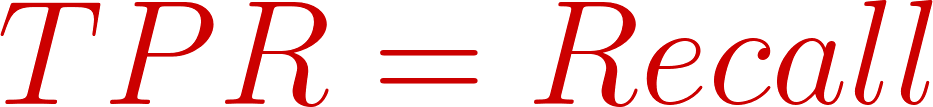 TPR = Recall